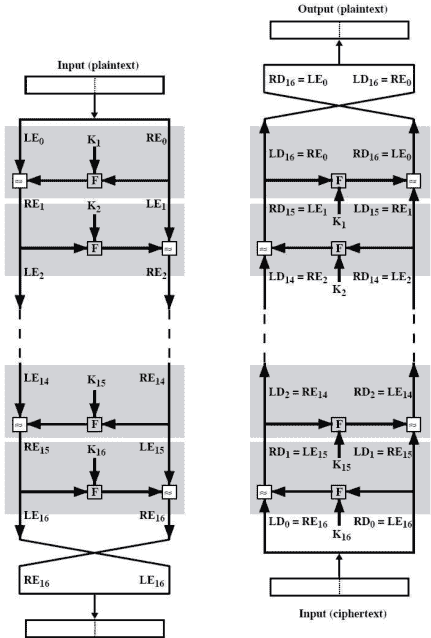 Input (plaintext)
LE₀ K₁ RE₀
≈ F
RE₁ K₂ LE₁
F ≈
LE₂ RE₂
LE₁₄ K₁₅ RE₁₄
≈ F
RE₁₅ K₁₆ LE₁₅
F ≈
LE₁₆ RE₁₆
RE₁₆ LE₁₆
Output (plaintext)
RD₁₆ = LE₀ LD₁₆ = RE₀
LD₁₆ = RE₀ RD₁₆ = LE₀
F ≈
RD₁₅ = LE₁ LD₁₅ = RE₁
K₁
≈ F
LD₁₄ = RE₂ RD₁₄ = LE₂
K₂
LD₂ = RE₁₄ RD₂ = LE₁₄
F ≈
RD₁ = LE₁₅ LD₁ = RE₁₅
K₁₅
≈ F
LD₀ = RE₁₆ RD₀ = LE₁₆
K₁₆
Input (ciphertext)